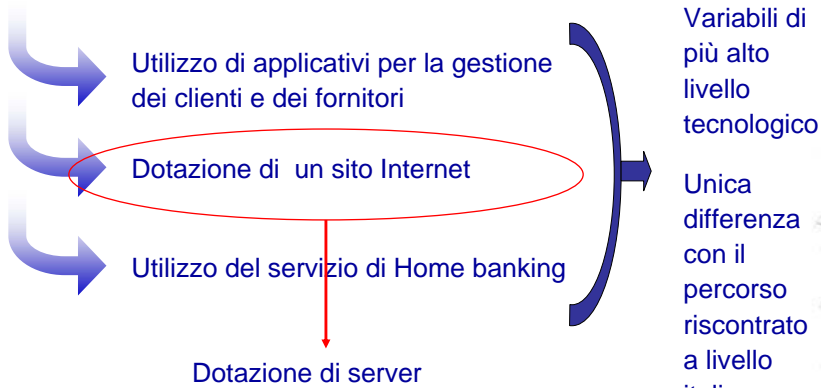 Utilizzo di applicativi per la gestione
dei clienti e dei fornitori
Dotazione di un sito Internet
Utilizzo del servizio di Home banking
Dotazione di server
Variabili di
più alto
livello
tecnologico
Unica
differenza
con il
percorso
riscontrato
a livello